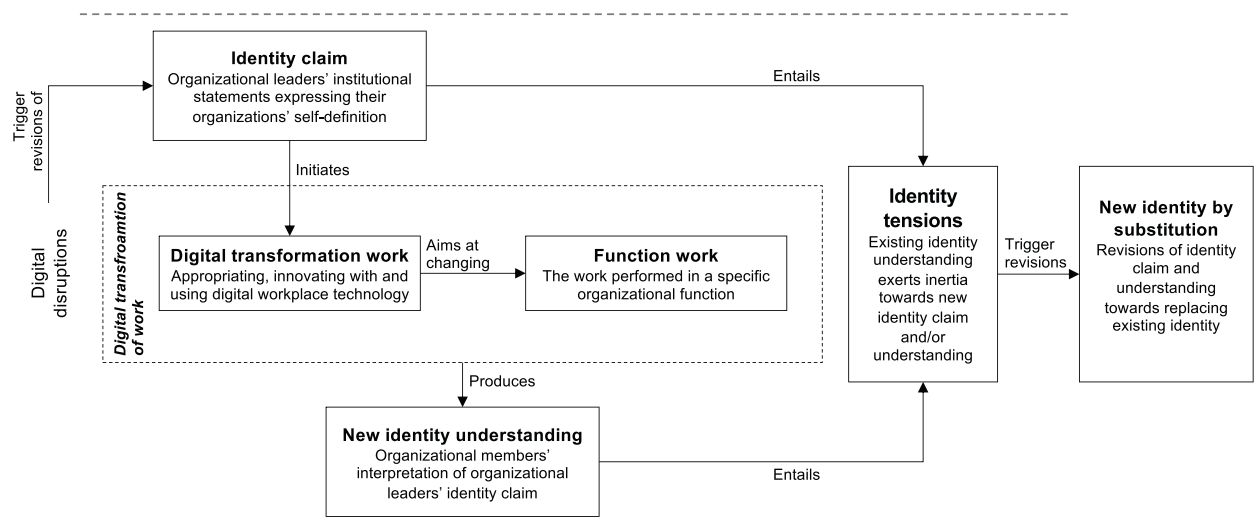 Identity claim
Organizational leaders’ institutional
statements expressing their
organizations’ self-definition
Entails
Trigger
revisions of
Initiates
Digital
disruptions
Digital transfroamtion
of work
Digital transformation work
Appropriating, innovating with and
using digital workplace technology
Aims at
changing
Function work
The work performed in a specific
organizational function
Produces
New identity understanding
Organizational members’
interpretation of organizational
leaders’ identity claim
Entails
Identity
tensions
Existing identity
understanding
exerts inertia
towards new
identity claim
and/or
understanding
Trigger
revisions
New identity by
substitution
Revisions of identity
claim and
understanding
towards replacing
existing identity